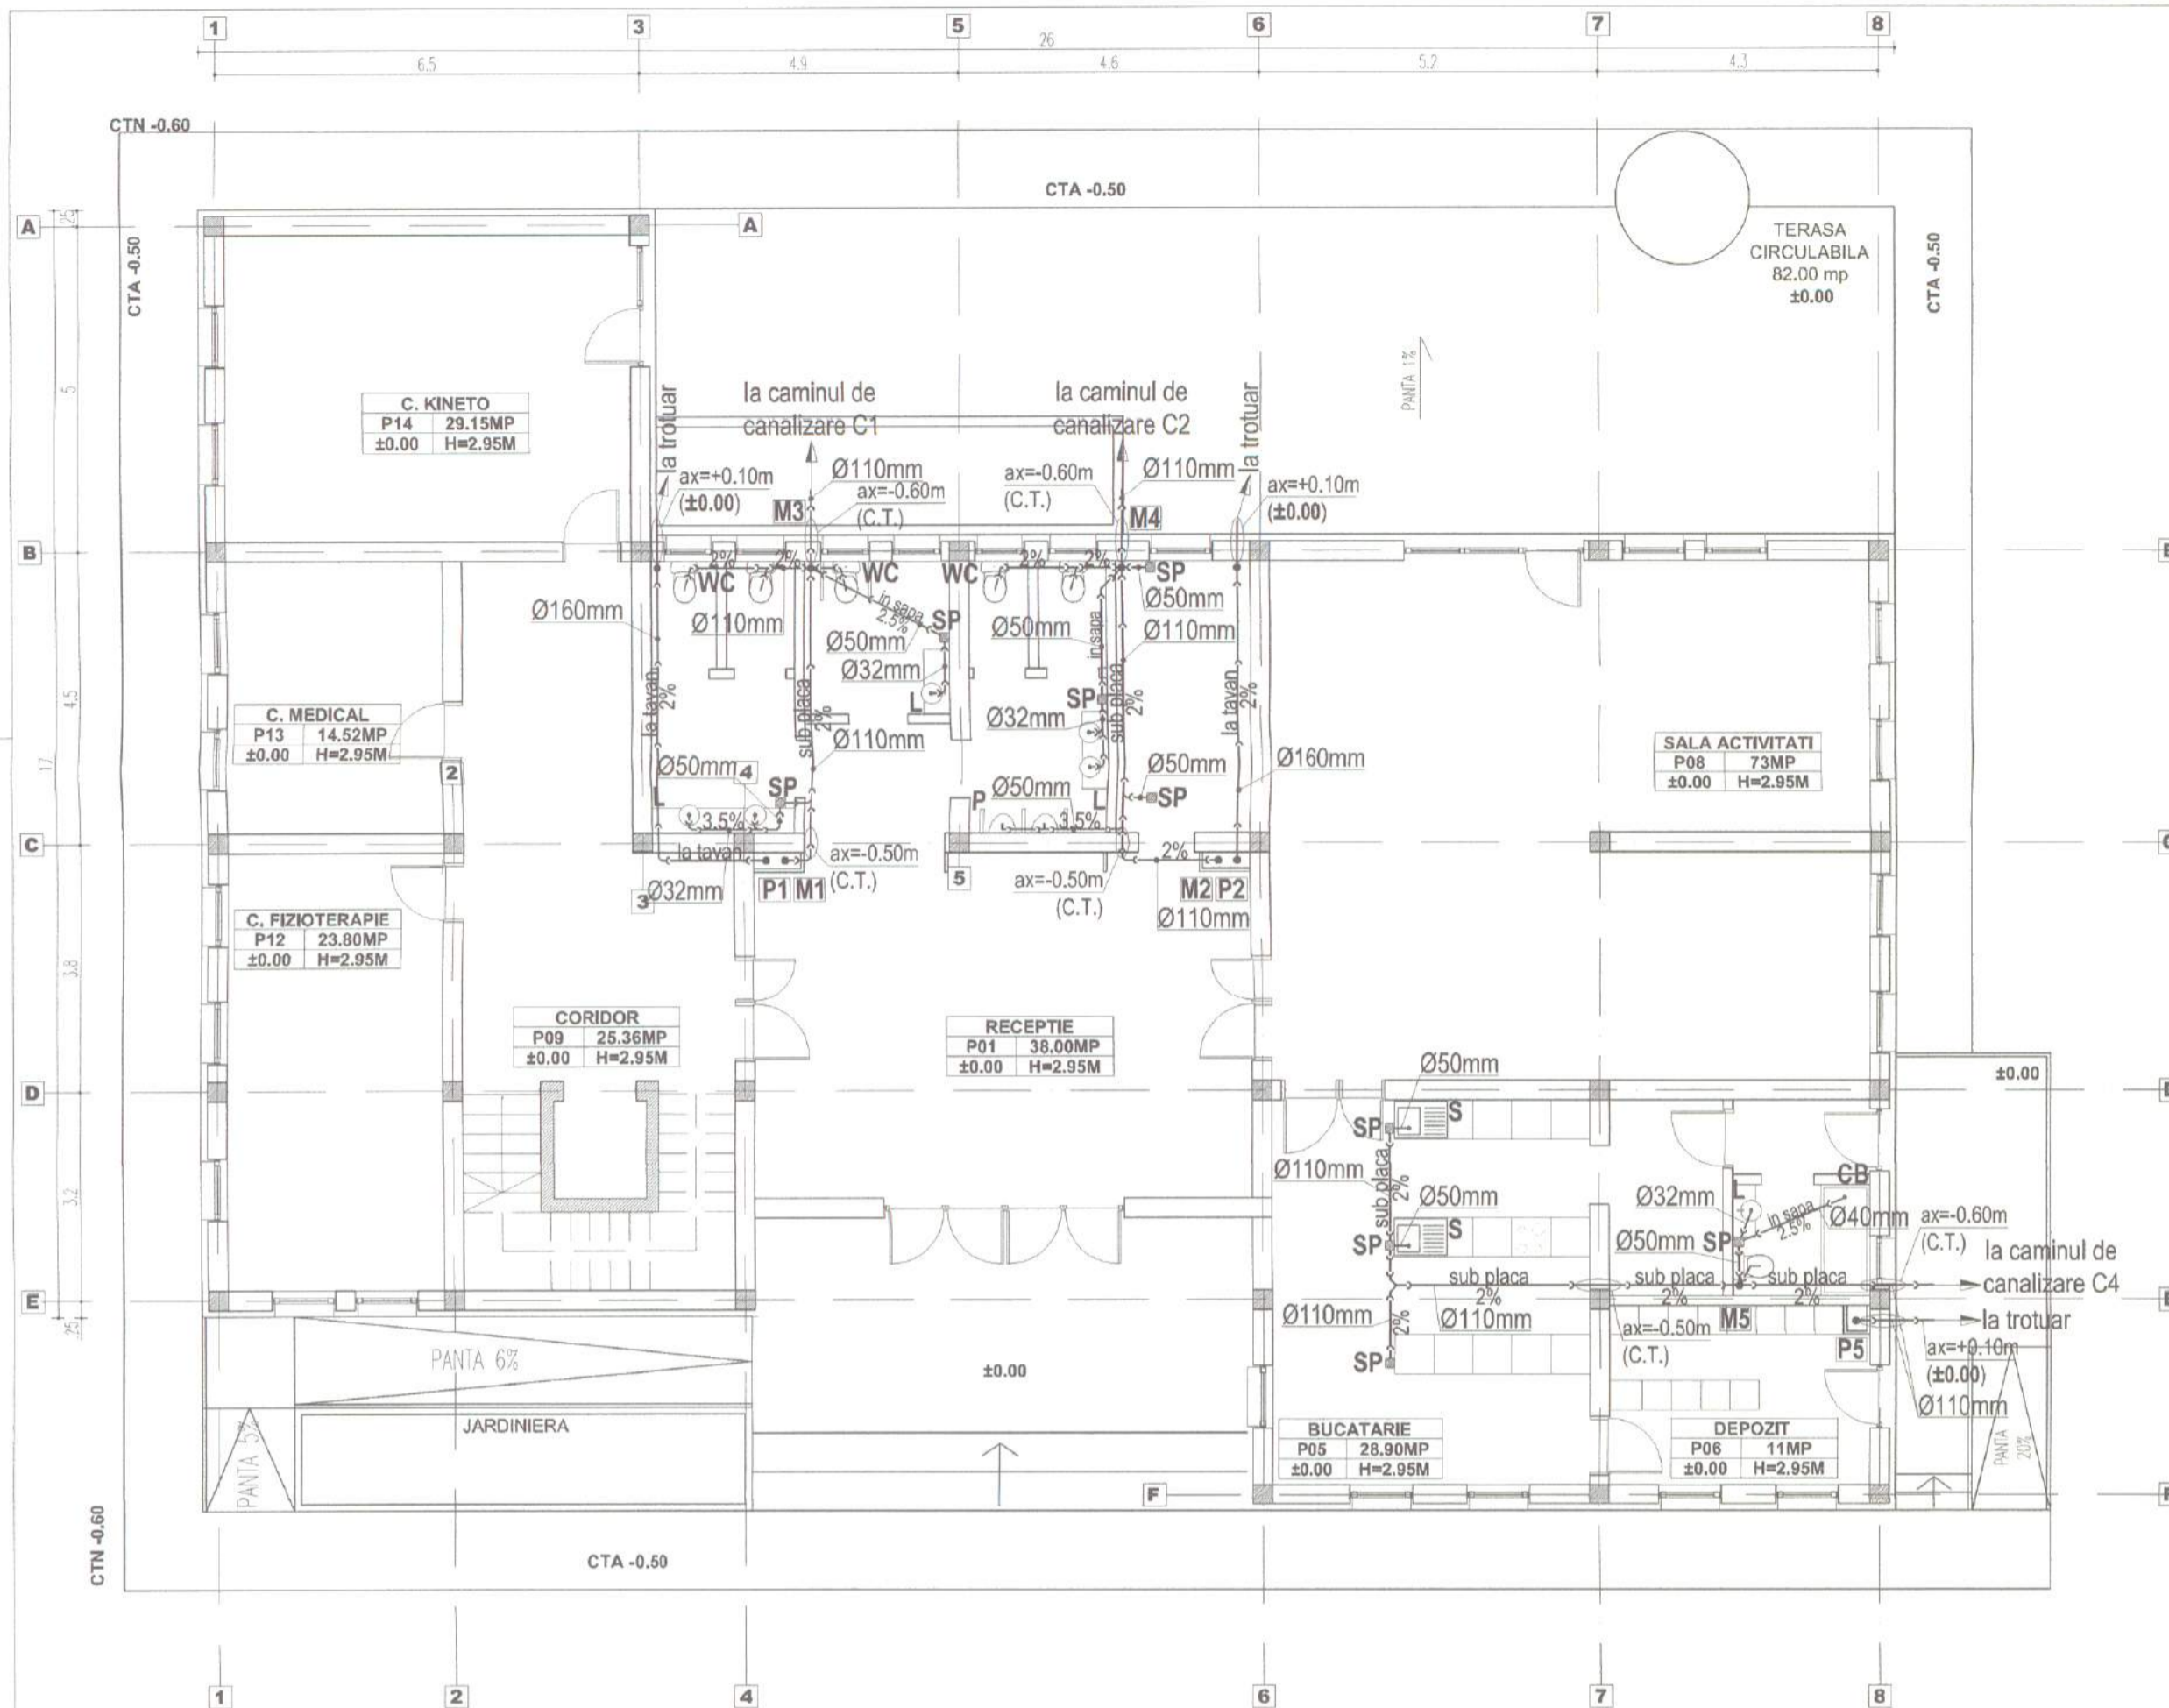 1 3 5 6 7 8
26
6.5 4.9 4.6 5.2 4.3
CTN -0.60
CTA -0.50
A A
25
CTA -0.50
CTA -0.50
TERASA
CIRCULABILA
82.00 mp
±0.00
PANTA 1%
5
C. KINETO
P14 29.15MP
±0.00 H=2.95M
la trotuar
la caminul de
canalizare C1
la caminul de
canalizare C2
la trotuar
ax=+0.10m
(±0.00)
Ø110mm
ax=-0.60m
(C.T.)
M3
ax=-0.60m
(C.T.)
Ø110mm
M4
ax=+0.10m
(±0.00)
B
2% 2% 2% 2%
WC WC WC SP
Ø50mm
Ø160mm
Ø110mm
in sapa
2.5%
SP
Ø50mm
Ø32mm
Ø50mm
in sapa
Ø110mm
la tavan
2%
sub placa
2%
L
SP
Ø32mm
sub placa
2%
la tavan
2%
4.5
17
C. MEDICAL
P13 14.52MP
±0.00 H=2.95M
2
Ø110mm
Ø50mm
4
SP
L
Ø50mm
P
L
Ø50mm
SP
Ø160mm
SALA ACTIVITATI
P08 73MP
±0.00 H=2.95M
3.5% 3.5%
C
la tavan
ax=-0.50m
(C.T.)
P1 M1
Ø32mm
3
5
ax=-0.50m
(C.T.)
2%
M2 P2
Ø110mm
C. FIZIOTERAPIE
P12 23.80MP
±0.00 H=2.95M
3.8
CORIDOR
P09 25.36MP
±0.00 H=2.95M
RECEPTIE
P01 38.00MP
±0.00 H=2.95M
D
Ø50mm
±0.00
SP S
Ø110mm
sub placa
2%
Ø50mm
SP S
3.2
L
CB
Ø32mm
in sapa
2.5%
Ø40mm
Ø50mm SP
ax=-0.60m
(C.T.)
la caminul de
canalizare C4
sub placa
2%
sub placa
2%
sub placa
2%
E
25
Ø110mm
2%
Ø110mm
ax=-0.50m
(C.T.)
M5
P5
la trotuar
ax=+0.10m
(±0.00)
Ø110mm
SP
PANTA 6%
±0.00
JARDINIERA
PANTA 5%
BUCATARIE
P05 28.90MP
±0.00 H=2.95M
DEPOZIT
P06 11MP
±0.00 H=2.95M
PANTA
20%
F
CTN -0.60
CTA -0.50
1 2 4 6 7 8